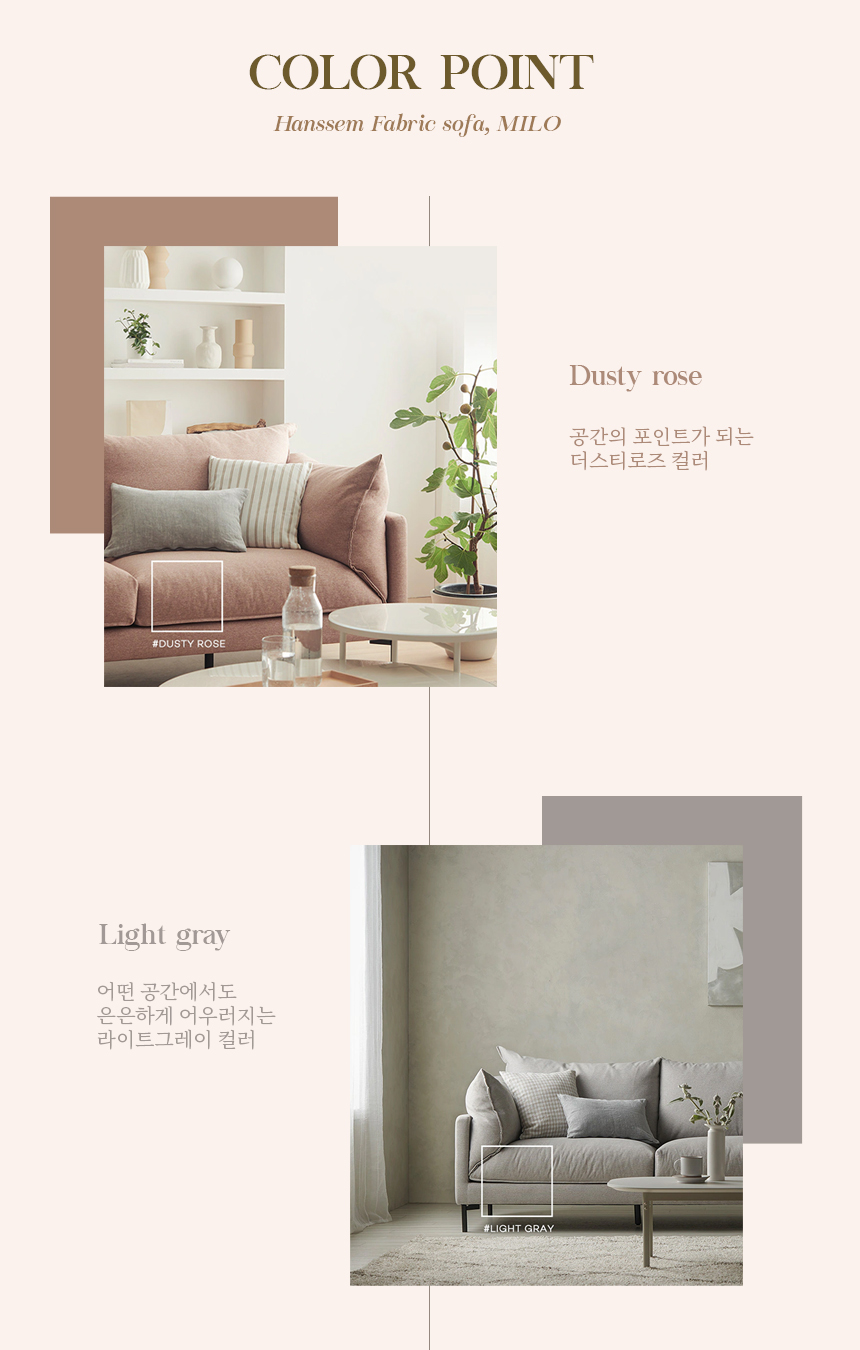 COLOR POINT
Hanssem Fabric sofa, MILO
Dusty rose
공간의 포인트가 되는
더스티로즈 컬러
#DUSTY ROSE
Light gray
어떤 공간에서도
은은하게 어우러지는
라이트그레이 컬러
#LIGHT GRAY